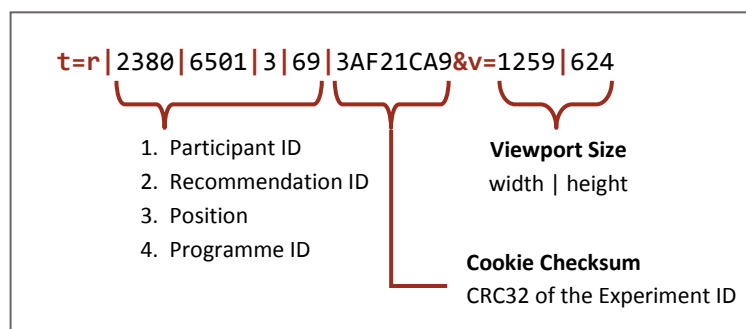 t=r|2380|6501|3|69|3AF21CA9&v=1259|624
1. Participant ID
2. Recommendation ID
3. Position
4. Programme ID
Viewport Size
width | height
Cookie Checksum
CRC32 of the Experiment ID